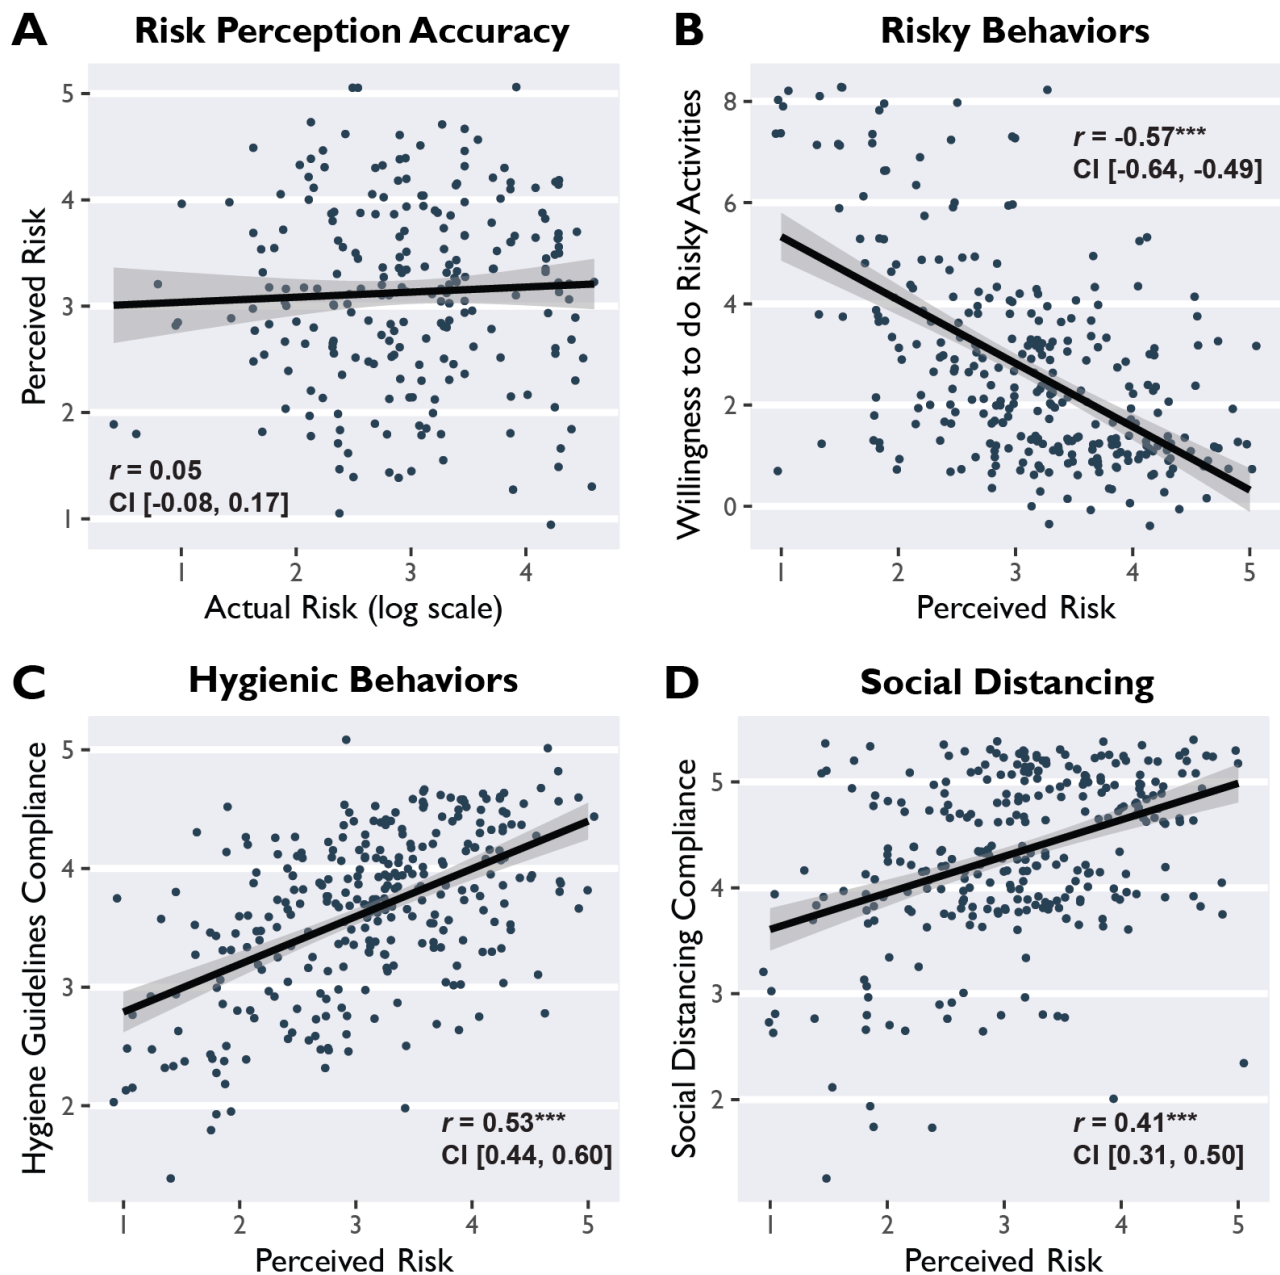 A Risk Perception Accuracy
Perceived Risk
5
4
3
2
1
r = 0.05
CI [-0.08, 0.17]
1 2 3 4
Actual Risk (log scale)
B Risky Behaviors
Willingness to do Risky Activities
8
6
4
2
0
r = -0.57***
CI [-0.64, -0.49]
1 2 3 4 5
Perceived Risk
C Hygienic Behaviors
Hygiene Guidelines Compliance
5
4
3
2
r = 0.53***
CI [0.44, 0.60]
1 2 3 4 5
Perceived Risk
D Social Distancing
Social Distancing Compliance
5
4
3
2
r = 0.41***
CI [0.31, 0.50]
1 2 3 4 5
Perceived Risk